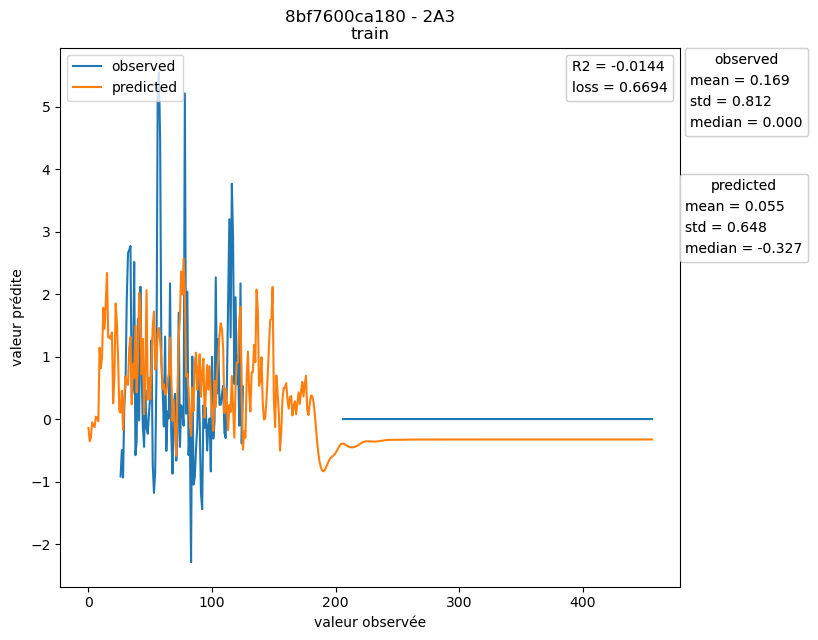 8bf7600ca180 - 2A3
train
observed
predicted
R2 = -0.0144
loss = 0.6694
observed
mean = 0.169
std = 0.812
median = 0.000
predicted
mean = 0.055
std = 0.648
median = -0.327
valeur prédite
5
4
3
2
1
0
−1
−2
0
100
200
300
400
valeur observée